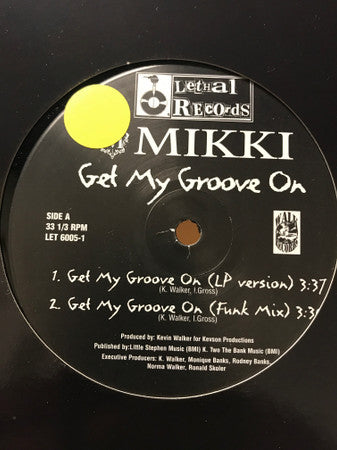 Lethal
Records
MIKKI
Get My Groove On
SIDE A
33 1/3 RPM
LET 6005-1
WALK
RECORDS
1. Get My Groove On (LP version) 3:37
(K. Walker, I.Gross)
2. Get My Groove On (Funk Mix)
(K. Walker, I.Gross)
Produced by: Kevin Walker for Kevson Productions
Published by:Little Stephen Music (BMI) K. Two The Bank Music (BMI)
Executive Producers: K. Walker, Monique Banks, Rodney Banks,
Norma Walker, Ronald Skoler